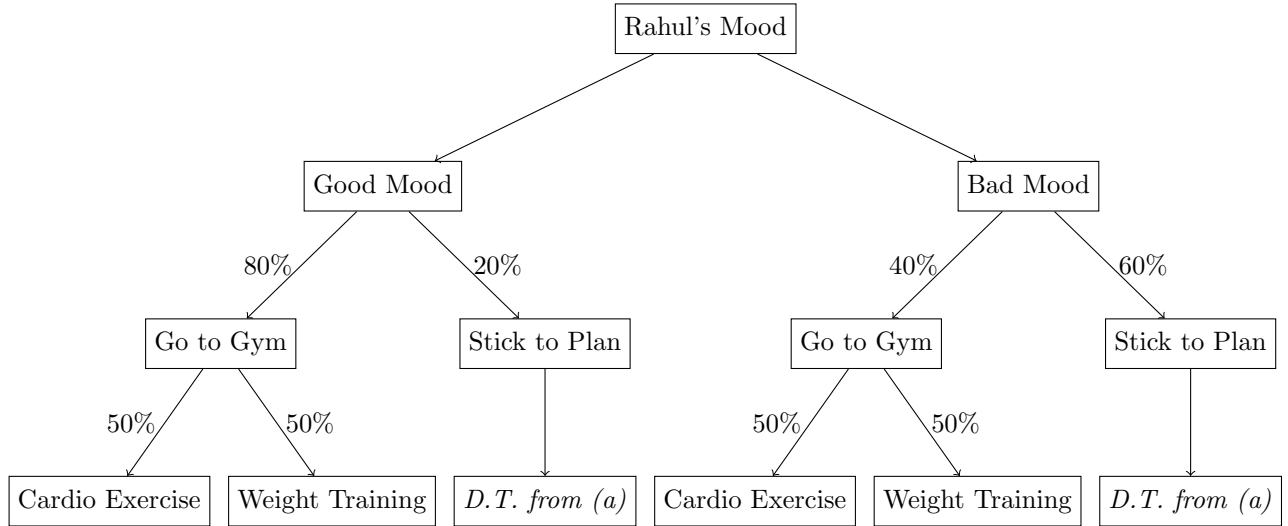 Rahul's Mood
Good Mood
Bad Mood
80%
20%
40%
60%
Go to Gym
Stick to Plan
Go to Gym
Stick to Plan
50%
50%
50%
50%
Cardio Exercise
Weight Training
D.T. from (a)
Cardio Exercise
Weight Training
D.T. from (a)